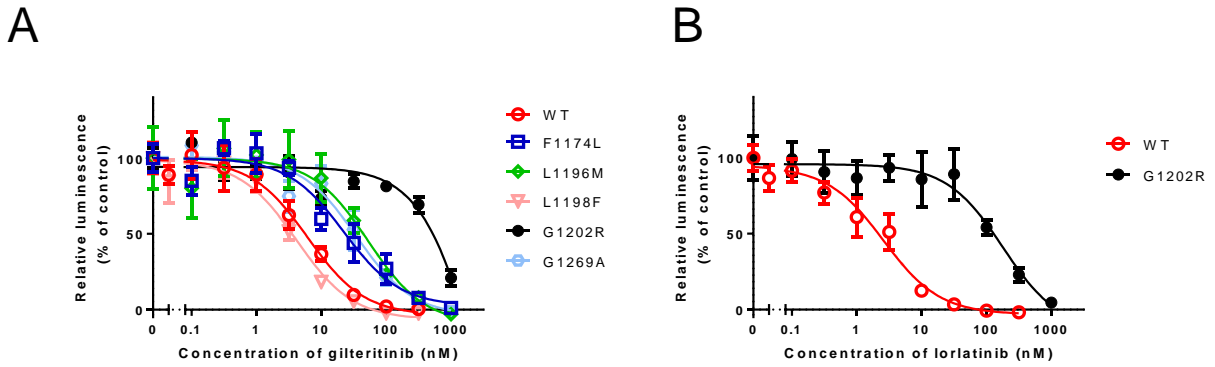 A
Relative luminescence
(% of control)
100
50
0
0
0.1
1
10
100
1000
Concentration of gilteritinib (nM)
WT
F1174L
L1196M
L1198F
G1202R
G1269A
B
Relative luminescence
(% of control)
100
50
0
0
0.1
1
10
100
1000
Concentration of lorlatinib (nM)
WT
G1202R